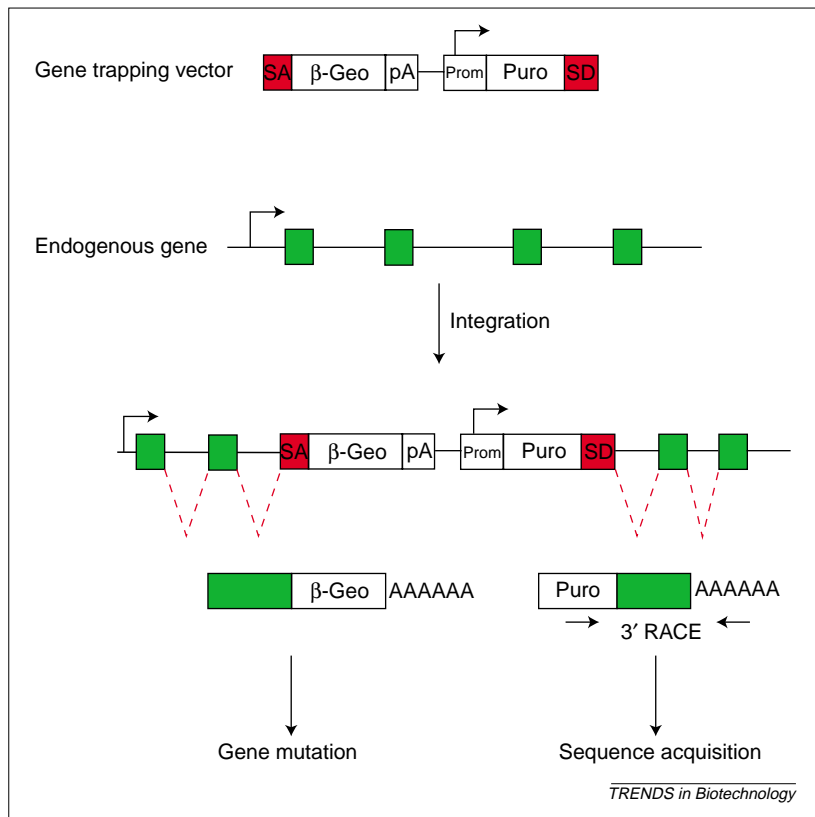 Gene trapping vector
SA β-Geo pA Prom Puro SD
Endogenous gene
Integration
SA β-Geo pA Prom Puro SD
β-Geo AAAAAA Puro AAAAAA
3′ RACE
Gene mutation Sequence acquisition
TRENDS in Biotechnology